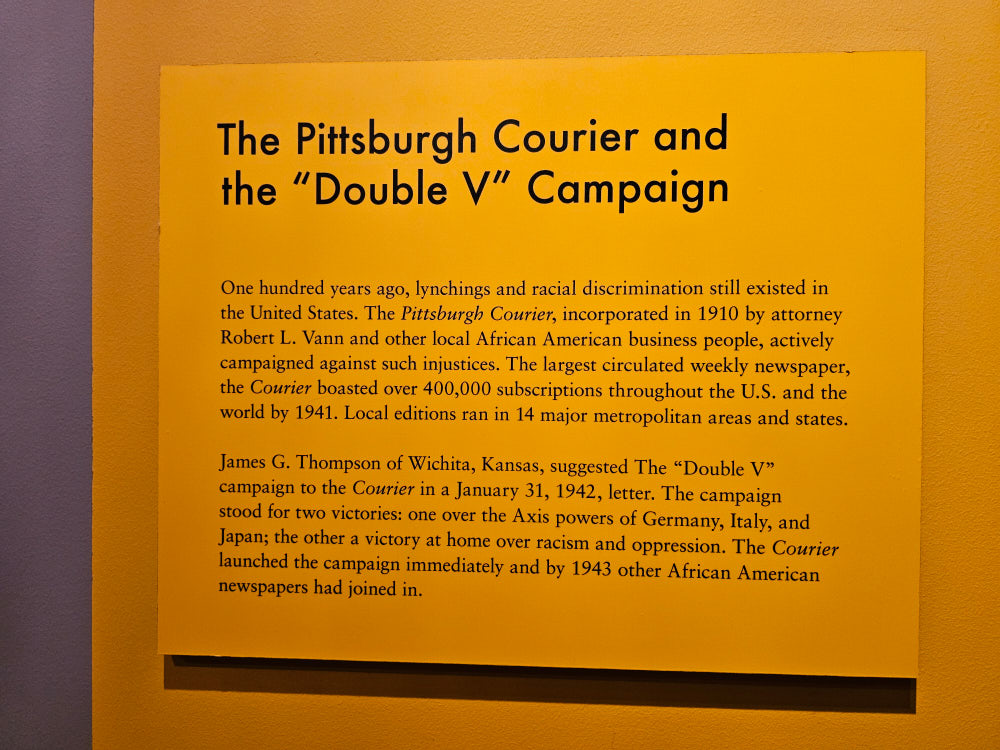 The Pittsburgh Courier and
the “Double V” Campaign
One hundred years ago, lynchings and racial discrimination still existed in
the United States. The Pittsburgh Courier, incorporated in 1910 by attorney
Robert L. Vann and other local African American business people, actively
campaigned against such injustices. The largest circulated weekly newspaper,
the Courier boasted over 400,000 subscriptions throughout the U.S. and the
world by 1941. Local editions ran in 14 major metropolitan areas and states.
James G. Thompson of Wichita, Kansas, suggested The “Double V”
campaign to the Courier in a January 31, 1942, letter. The campaign
stood for two victories: one over the Axis powers of Germany, Italy, and
Japan; the other a victory at home over racism and oppression. The Courier
launched the campaign immediately and by 1943 other African American
newspapers had joined in.